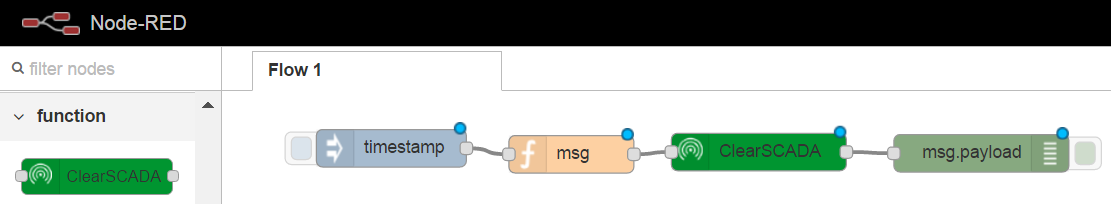 Node-RED
filter nodes
Flow 1
function
timestamp
msg
ClearSCADA
msg.payload
ClearSCADA